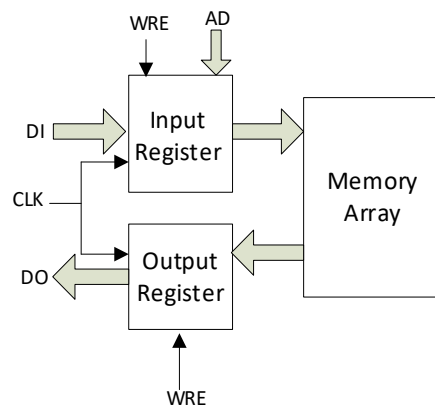 WRE
AD
DI
Input
Register
CLK
Memory
Array
DO
Output
Register
WRE